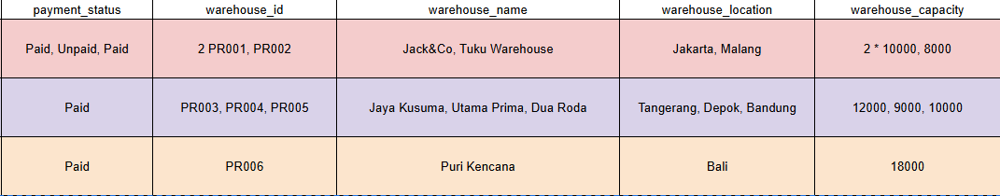 payment_status warehouse_id warehouse_name warehouse_location warehouse_capacity
Paid, Unpaid, Paid 2 PR001, PR002 Jack&Co, Tuku Warehouse Jakarta, Malang 2 * 10000, 8000
Paid PR003, PR004, PR005 Jaya Kusuma, Utama Prima, Dua Roda Tangerang, Depok, Bandung 12000, 9000, 10000
Paid PR006 Puri Kencana Bali 18000